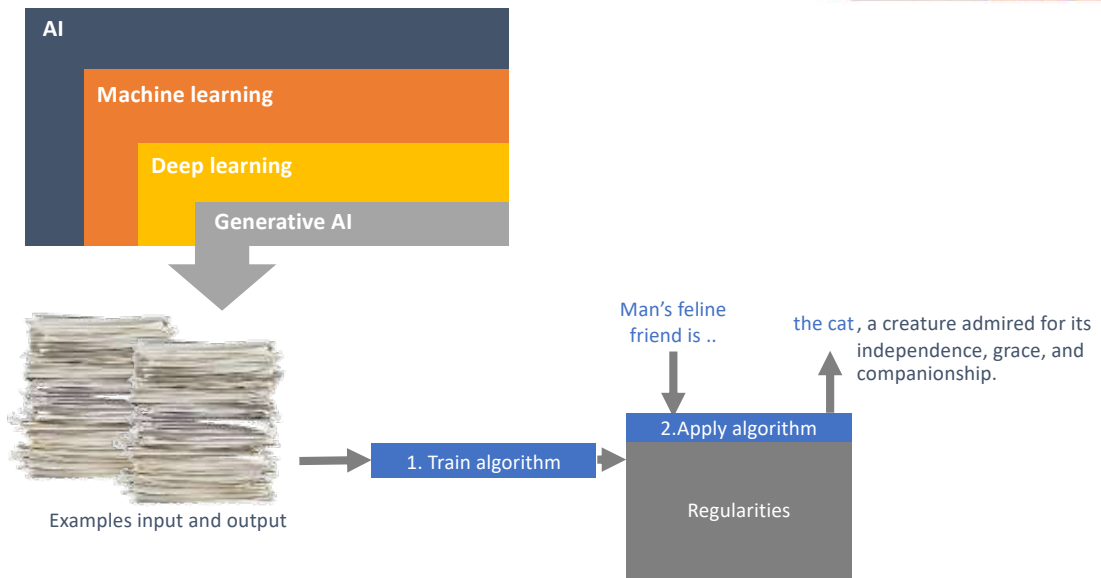 AI
Machine learning
Deep learning
Generative AI
Man's feline
friend is ..
the cat, a creature admired for its
independence, grace, and
companionship.
2.Apply algorithm
1. Train algorithm
Regularities
Examples input and output